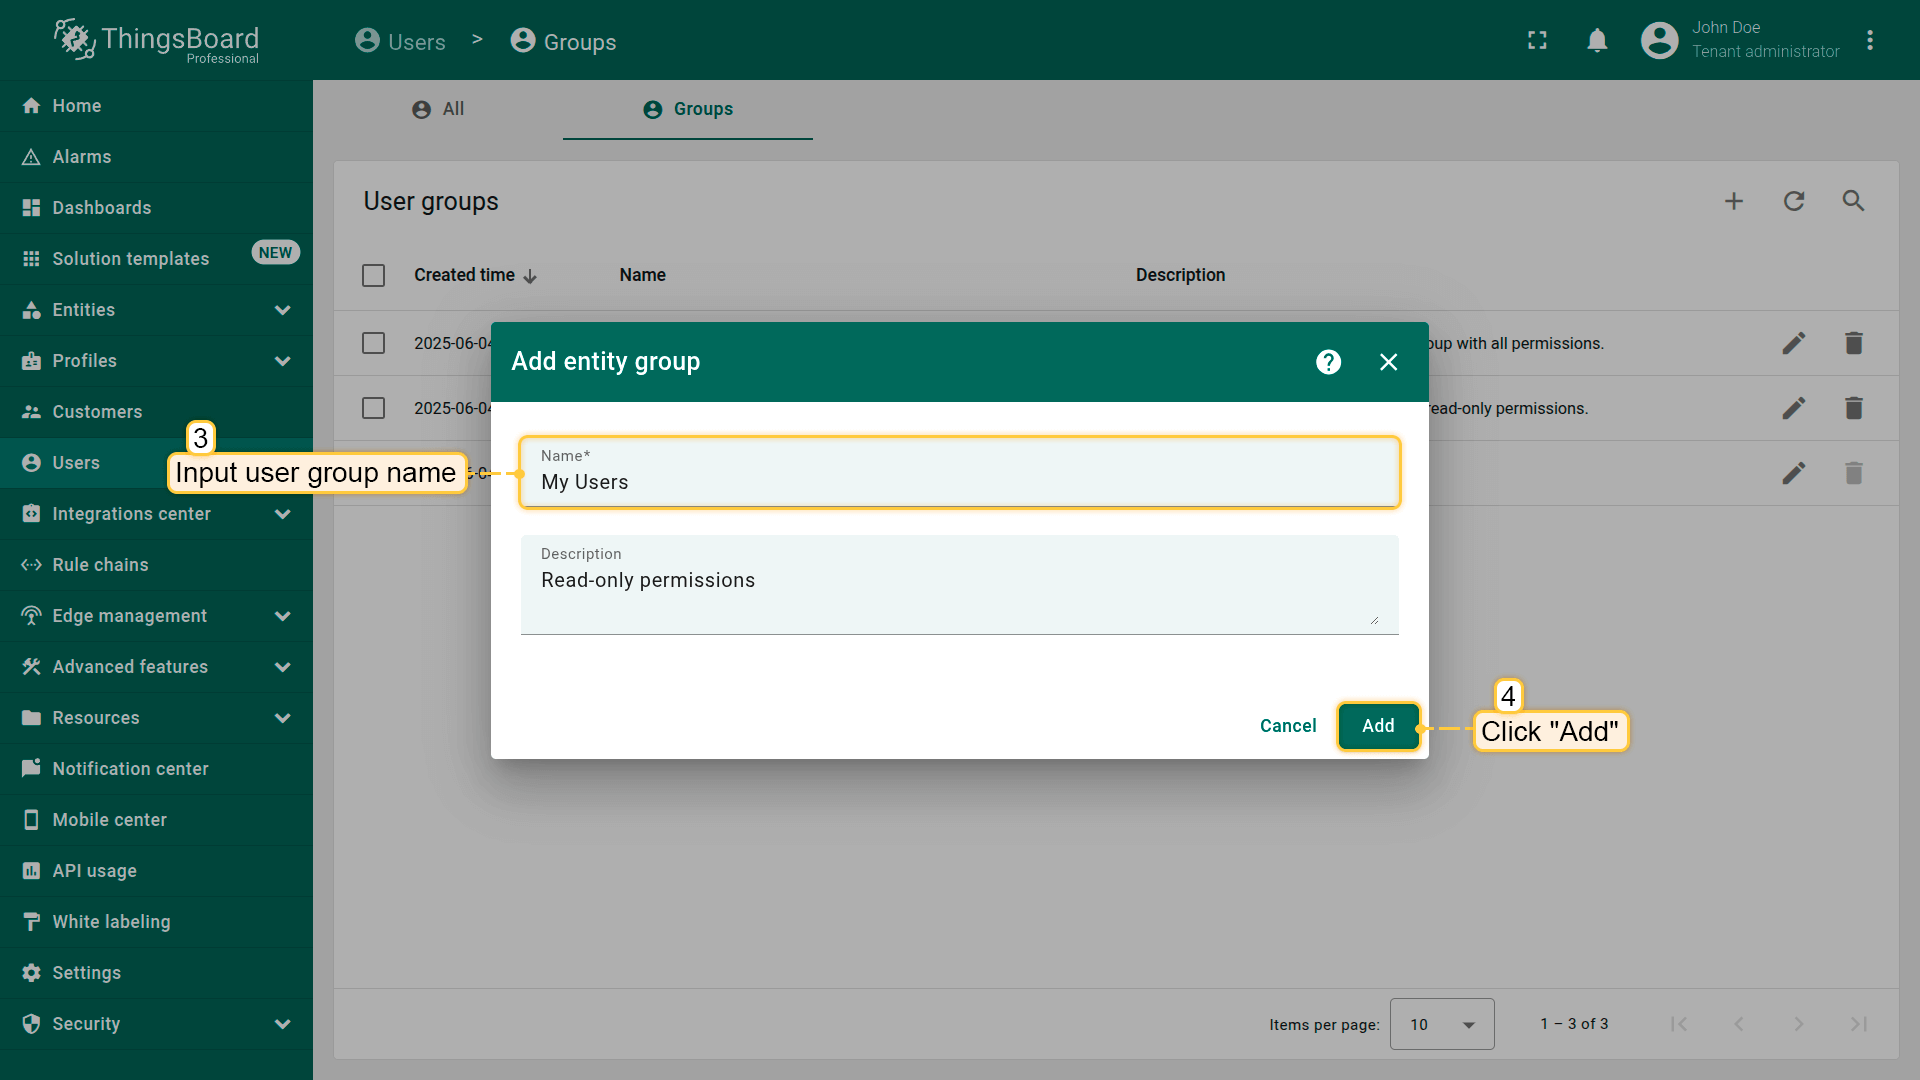 ThingsBoard
Professional
Users > Groups
John Doe
Tenant administrator
Home
Alarms
Dashboards
Solution templates NEW
Entities
Profiles
Customers
Users
Integrations center
Rule chains
Edge management
Advanced features
Resources
Notification center
Mobile center
API usage
White labeling
Settings
Security
All Groups
User groups
Created time Name Description
2025-06-04 oup with all permissions.
2025-06-04 read-only permissions.
3
Input user group name
Add entity group
Name*
My Users
Description
Read-only permissions
Cancel Add
4
Click "Add"
Items per page: 10 1 – 3 of 3